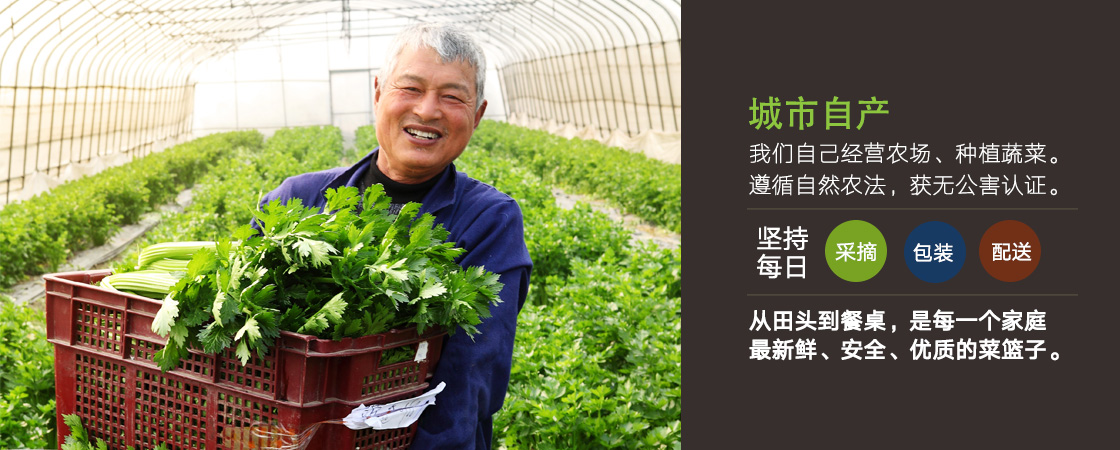 城市自产
我们自己经营农场、种植蔬菜。
遵循自然农法，获无公害认证。
坚持
每日
采摘
包装
配送
从田头到餐桌，是每一个家庭
最新鲜、安全、优质的菜篮子。